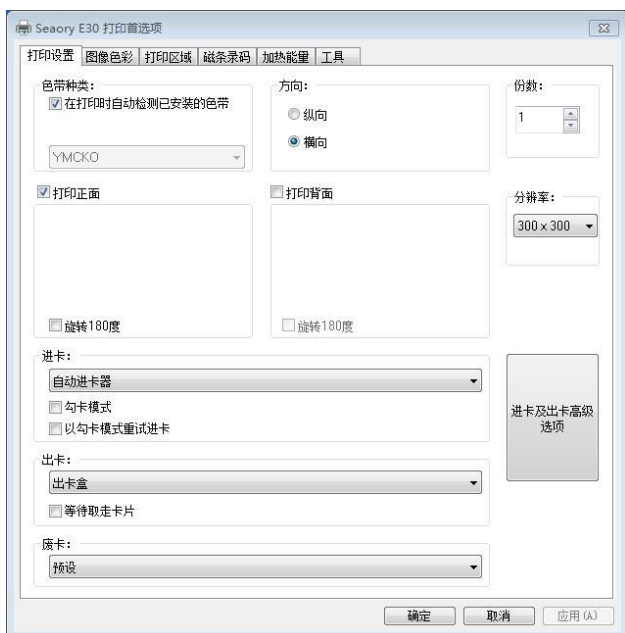 Seaory E30 打印首选项
打印设置 图像色彩 打印区域 磁条录码 加热能量 工具
色带种类:
在打印时自动检测已安装的色带
YMCKO
方向:
纵向
横向
份数:
1
打印正面
旋转180度
打印背面
旋转180度
分辨率:
300 x 300
进卡:
自动进卡器
勾卡模式
以勾卡模式重试进卡
进卡及出卡高级
选项
出卡:
出卡盒
等待取走卡片
废卡:
预设
确定 取消 应用(A)